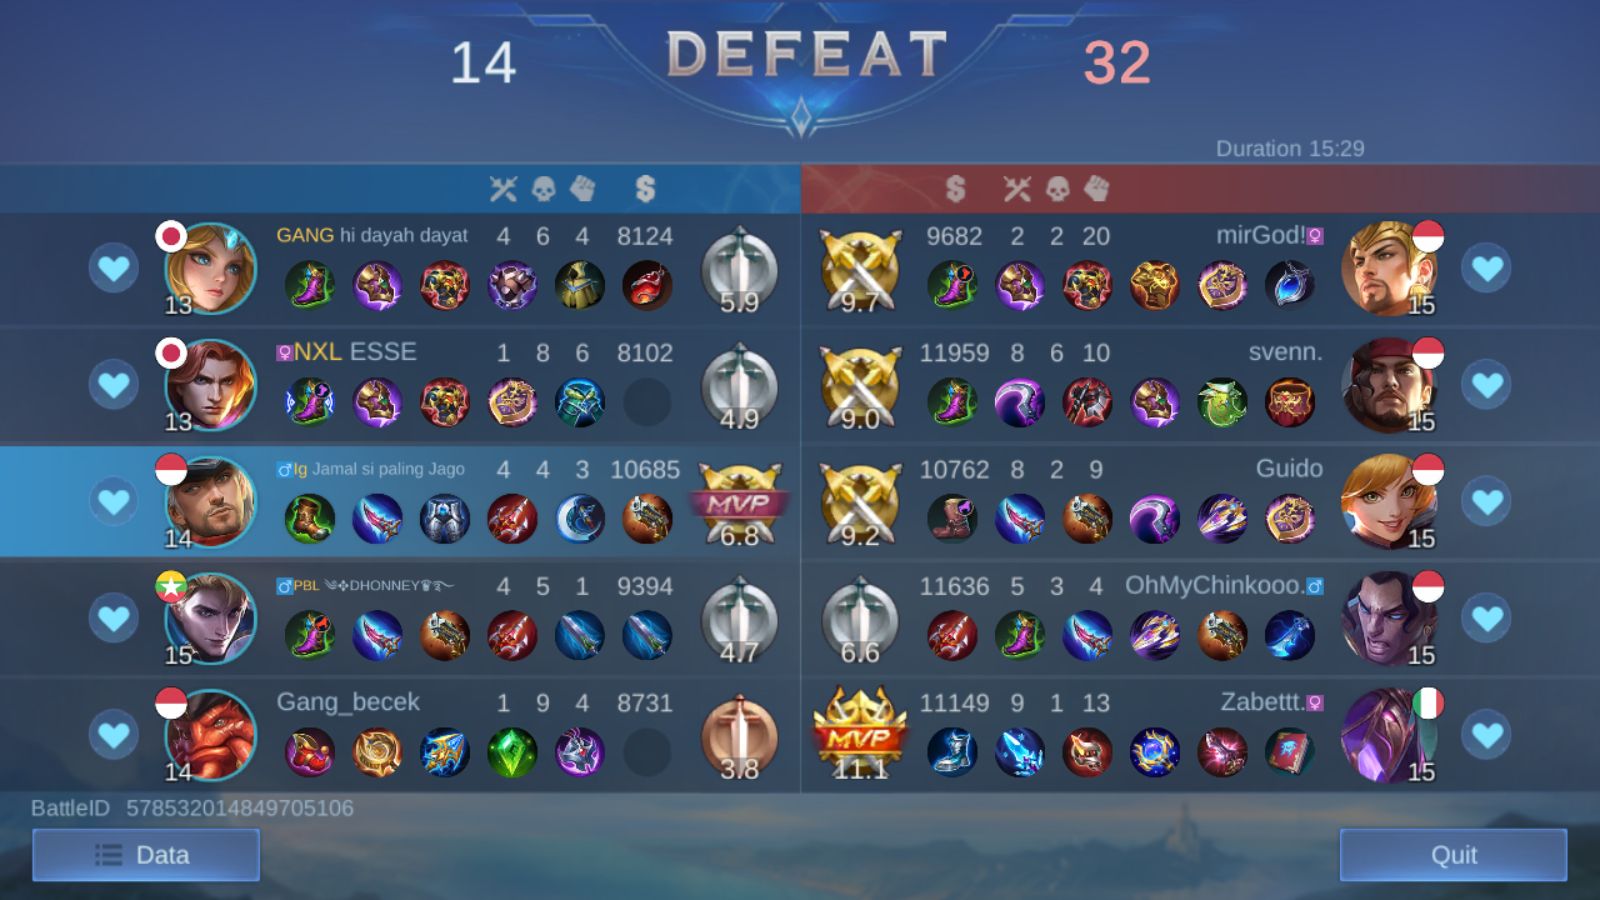 14 DEFEAT 32
Duration 15:29
GANG hi dayah dayat 4 6 4 8124
13 5.9
9682 2 2 20 mirGod!
9.7 15
NXL ESSE 1 8 6 8102
13 4.9
11959 8 6 10 svenn.
9.0 15
Ig Jamal si paling Jago 4 4 3 10685
MVP
14 6.8
10762 8 2 9 Guido
9.2 15
PBL ༄✣DHONNEY♛࿐ 4 5 1 9394
15 4.7
11636 5 3 4 OhMyChinkooo.
6.6 15
Gang_becek 1 9 4 8731
14 3.8
11149 9 1 13 Zabettt.
MVP
11.1 15
BattleID 578532014849705106
Data
Quit